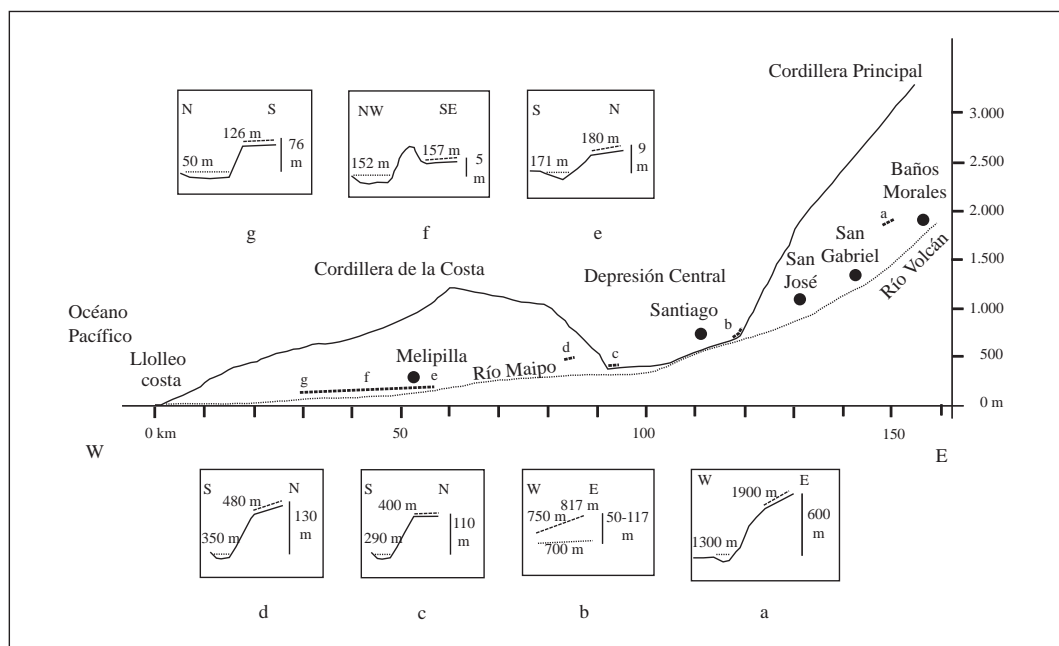 Cordillera Principal
N
S
126 m
50 m
76
m
g
NW
SE
157 m
152 m
5
m
f
S
N
180 m
171 m
9
m
e
3.000
2.500
2.000
1.500
1.000
500
0 m
Baños
Morales
a
San
Gabriel
San
José
Río Volcán
Depresión Central
Santiago
b
Cordillera de la Costa
Océano
Pacífico
Llolleo
costa
Melipilla
Río Maipo
d
c
g
f
e
0 km
50
100
150
W
E
S
N
480 m
350 m
130
m
d
S
N
400 m
290 m
110
m
c
W
E
817 m
750 m
700 m
50-117
m
b
W
E
1900 m
1300 m
600
m
a